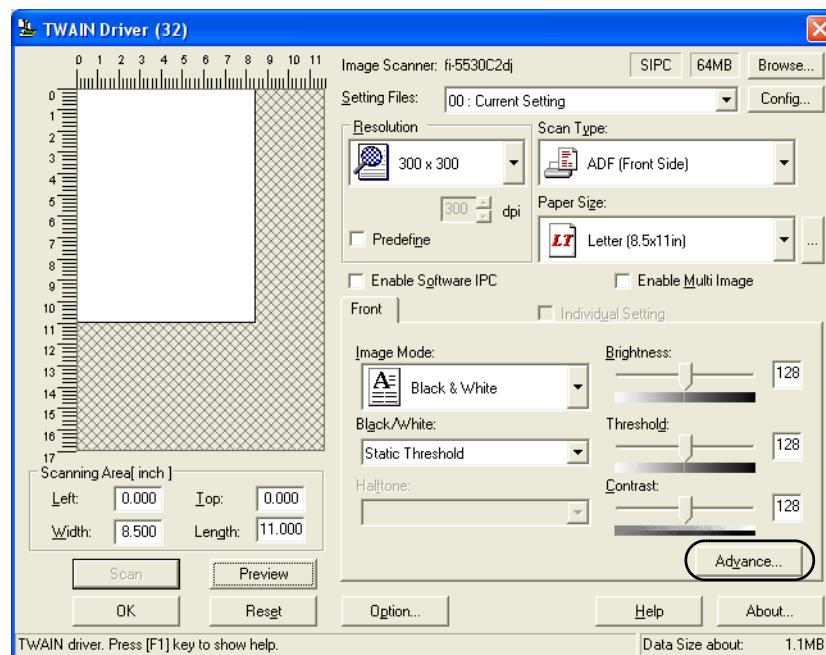 TWAIN Driver (32)
0 1 2 3 4 5 6 7 8 9 10 11
0
1
2
3
4
5
6
7
8
9
10
11
12
13
14
15
16
17
Image Scanner: fi-5530C2dj SIPC 64MB Browse...
Setting Files: 00 : Current Setting Config...
Resolution
300 x 300
300 dpi
Predefine
Scan Type:
ADF (Front Side)
Paper Size:
LT Letter (8.5x11in) ...
Enable Software IPC Enable Multi Image
Front Individual Setting
Image Mode:
A Black & White
Black/White:
Static Threshold
Halftone:
Brightness:
128
Threshold:
128
Contrast:
128
Advance...
Scanning Area[ inch ]
Left: 0.000 Top: 0.000
Width: 8.500 Length: 11.000
Scan Preview
OK Reset Option... Help About...
TWAIN driver. Press [F1] key to show help. Data Size about: 1.1MB